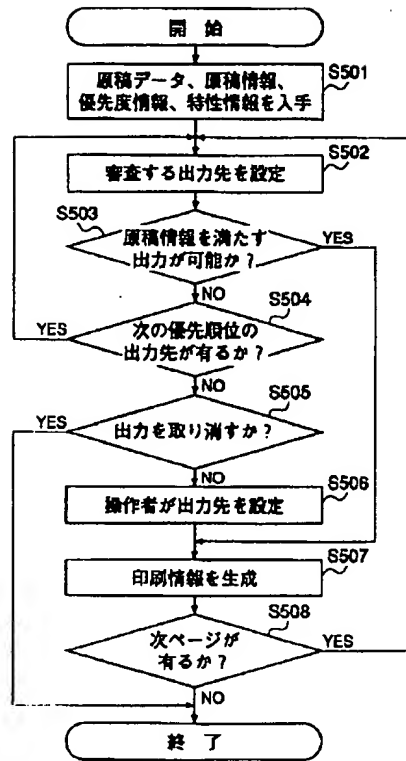 開 始
S501
原稿データ、原稿情報、
優先度情報、特性情報を入手
S502
審査する出力先を設定
S503
原稿情報を満たす
出力が可能か？
YES
NO
S504
YES
次の優先順位の
出力先が有るか？
NO
S505
YES
出力を取り消すか？
NO
S506
操作者が出力先を設定
S507
印刷情報を生成
S508
次ページが
有るか？
YES
NO
終 了